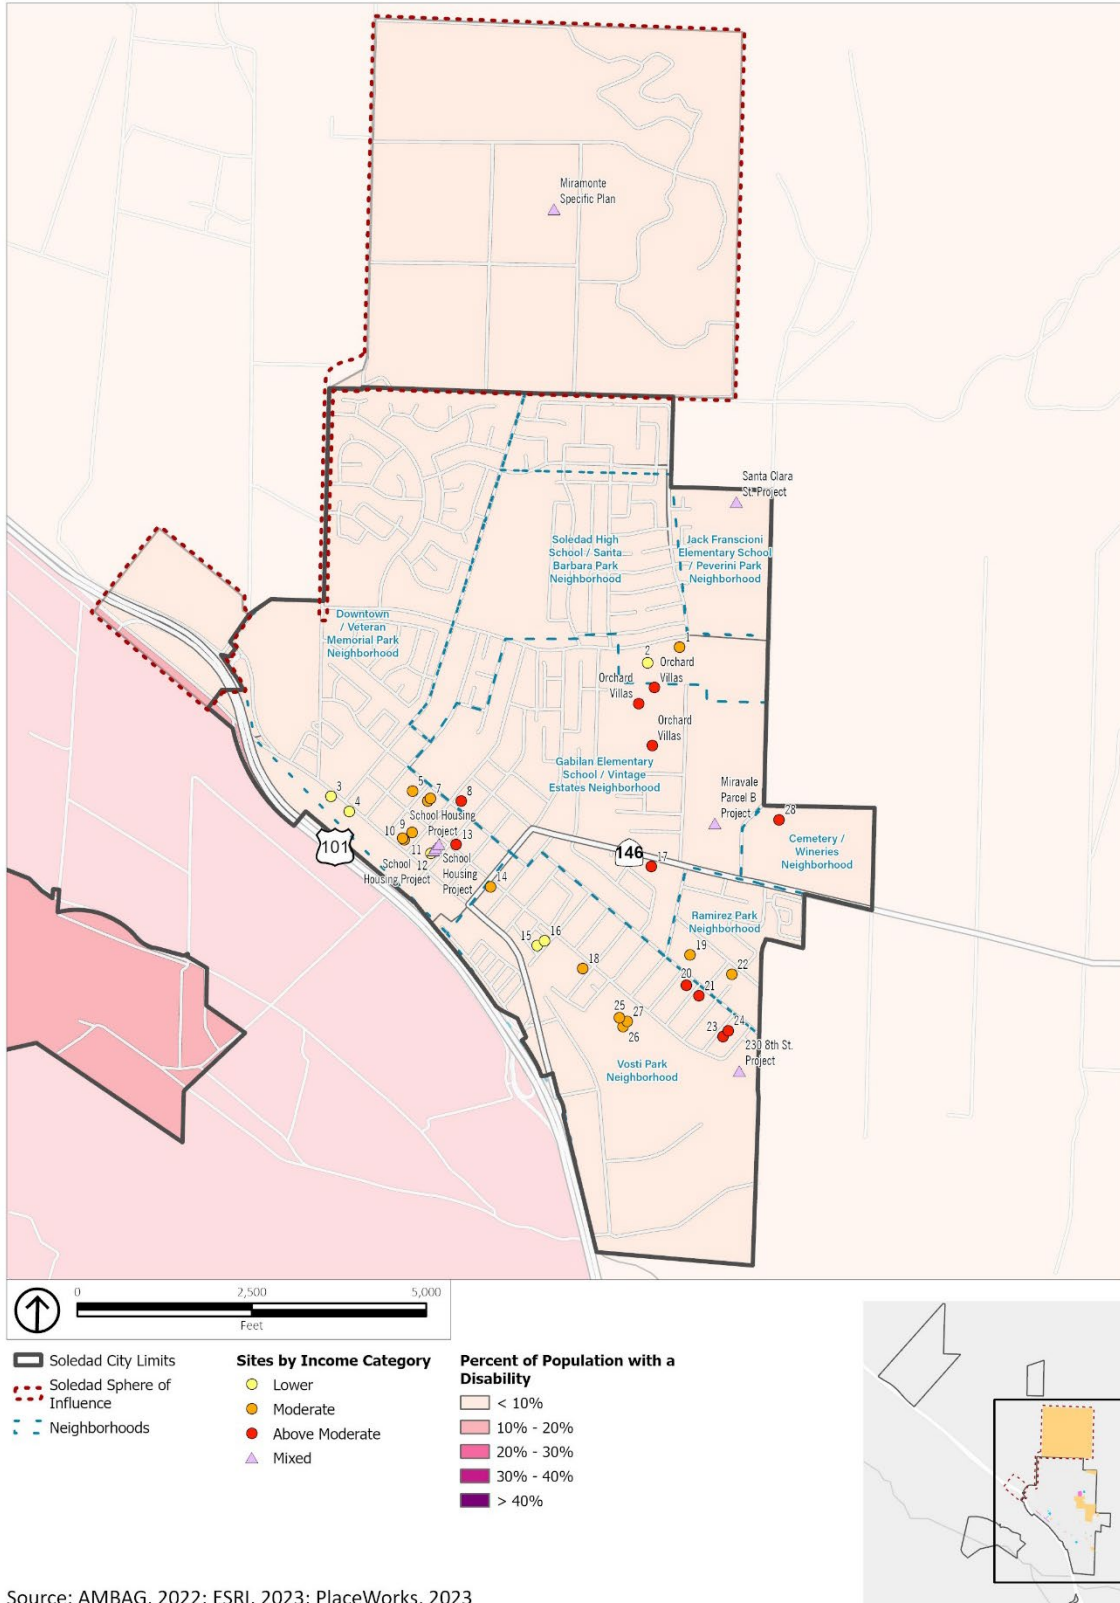 Miramonte
Specific Plan
Santa Clara
St. Project
Soledad High
School / Santa
Barbara Park
Neighborhood
Jack Franscioni
Elementary School
/ Peverini Park
Neighborhood
Downtown
/ Veteran
Memorial Park
Neighborhood
1
2
Orchard
Villas
Orchard
Villas
Orchard
Villas
Gabilan Elementary
School / Vintage
Estates Neighborhood
Miravale
Parcel B
Project
28
Cemetery /
Wineries
Neighborhood
3
4
5
7
8
School Housing
Project
9
10
11
12
13
School
Housing Project
School
Housing
Project
101
146
14
17
Ramirez Park
Neighborhood
15
16
18
19
20
21
22
23
24
25
27
26
230 8th St.
Project
Vosti Park
Neighborhood
0 2,500 5,000
Feet
Soledad City Limits
Soledad Sphere of
Influence
Neighborhoods
Sites by Income Category
Lower
Moderate
Above Moderate
Mixed
Percent of Population with a
Disability
< 10%
10% - 20%
20% - 30%
30% - 40%
> 40%
Source: AMBAG, 2022; ESRI, 2023; PlaceWorks, 2023